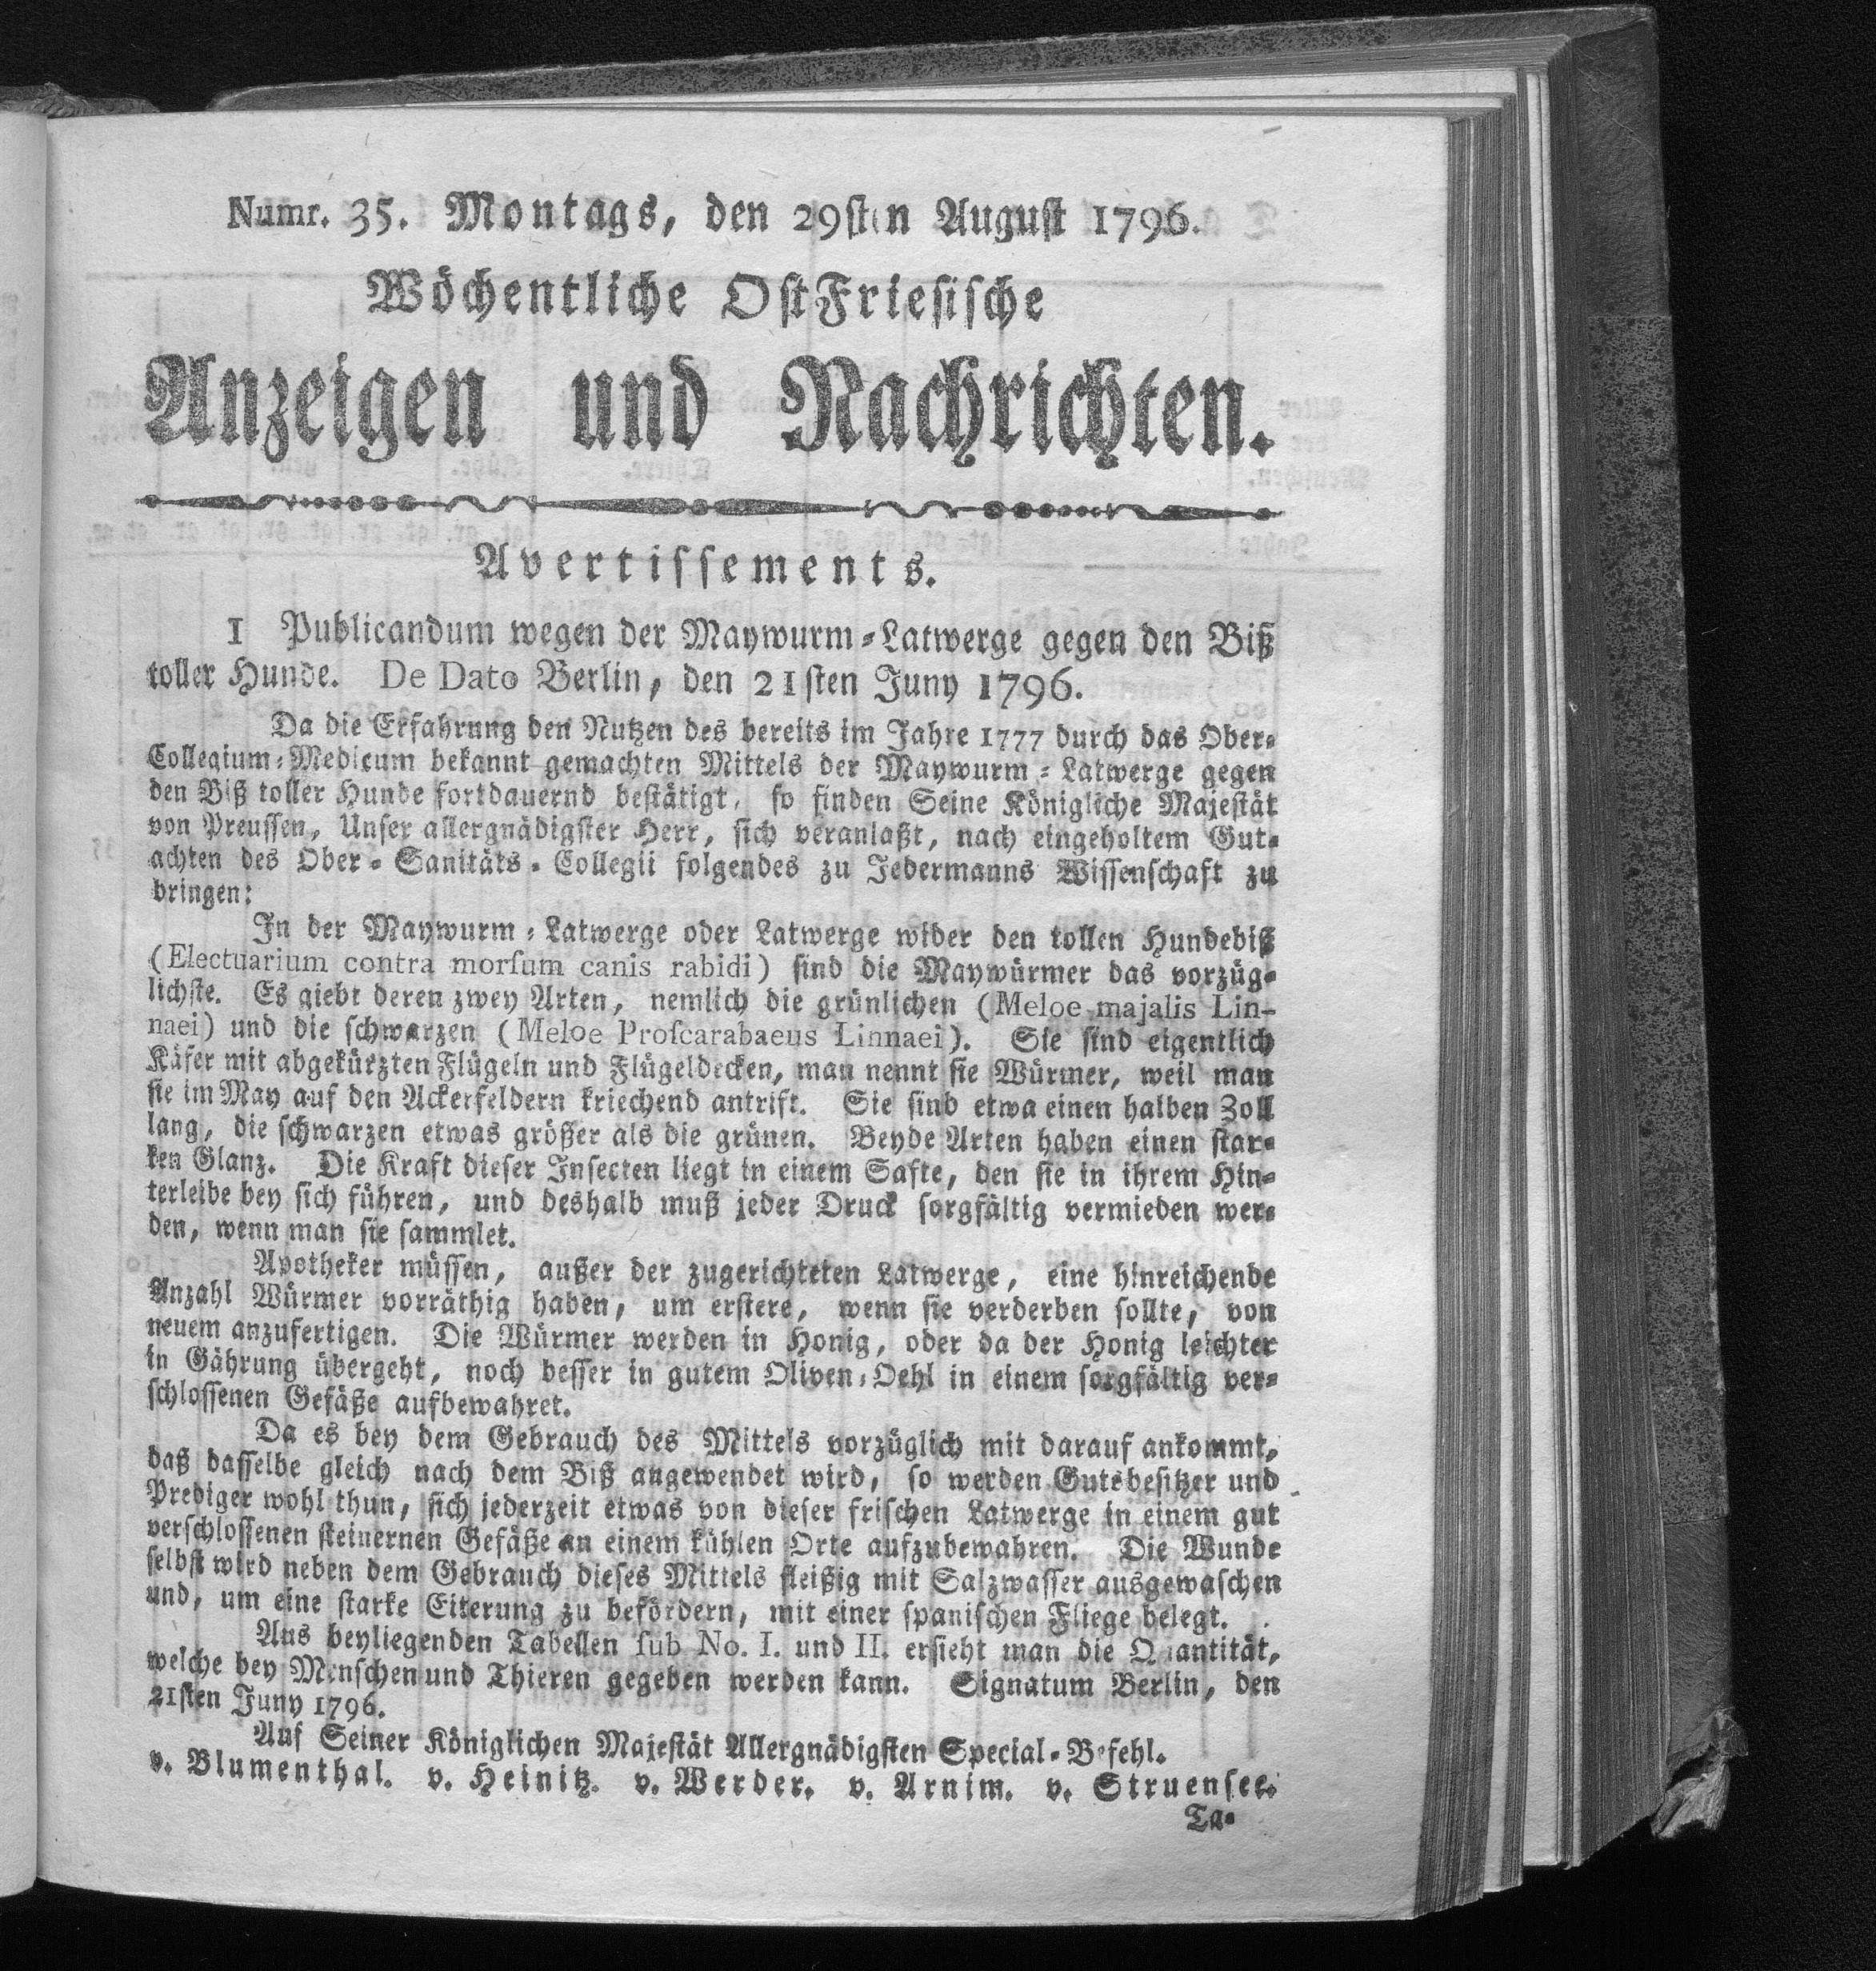 Numr. 35. Montags, den 29sten August 1796.
Wöchentliche OstFriesische
Anzeigen und Nachrichten.
Avertissements.
1 Publicandum wegen der Maywurm-Latwerge gegen den Biß
toller Hunde. De Dato Berlin, den 21sten Juny 1796.
Da die Erfahrung den Nutzen des bereits im Jahre 1777 durch das Ober-
Collegium-Medicum bekannt gemachten Mittels der Maywurm-Latwerge gegen
den Biß toller Hunde fortdauernd bestätigt, so finden Seine Königliche Majestät
von Preussen, Unser allergnädigster Herr, sich veranlaßt, nach eingeholtem Gut-
achten des Ober-Sanitäts-Collegii folgendes zu Jedermanns Wissenschaft zu
bringen:
In der Maywurm-Latwerge oder Latwerge wider den tollen Hundebiß
(Electuarium contra morsum canis rabidi) sind die Maywürmer das vorzüg-
lichste. Es giebt deren zwey Arten, nemlich die grünlichen (Meloe majalis Lin-
naei) und die schwarzen (Meloe Proscarabaeus Linnaei). Sie sind eigentlich
Käfer mit abgekürzten Flügeln und Flügeldecken, man nennt sie Würmer, weil man
sie im May auf den Ackerfeldern kriechend antrift. Sie sind etwa einen halben Zoll
lang, die schwarzen etwas größer als die grünen. Beyde Arten haben einen star-
ken Glanz. Die Kraft dieser Insecten liegt in einem Safte, den sie in ihrem Hin-
terleibe bey sich führen, und deshalb muß jeder Druck sorgfältig vermieden wer-
den, wenn man sie sammlet.
Apotheker müssen, außer der zugerichteten Latwerge, eine hinreichende
Anzahl Würmer vorräthig haben, um erstere, wenn sie verderben sollte, von
neuem anzufertigen. Die Würmer werden in Honig, oder da der Honig leichter
in Gährung übergeht, noch besser in gutem Oliven-Oehl in einem sorgfältig ver-
schlossenen Gefäße aufbewahret.
Da es bey dem Gebrauch des Mittels vorzüglich mit darauf ankommt,
daß dasselbe gleich nach dem Biß angewendet wird, so werden Gutsbesitzer und
Prediger wohl thun, sich jederzeit etwas von dieser frischen Latwerge in einem gut
verschlossenen steinernen Gefäße an einem kühlen Orte aufzubewahren. Die Wunde
selbst wird neben dem Gebrauch dieses Mittels fleißig mit Salzwasser ausgewaschen
und, um eine starke Eiterung zu befördern, mit einer spanischen Fliege belegt.
Aus beyliegenden Tabellen sub No. I. und II. ersieht man die Quantität,
welche bey Menschen und Thieren gegeben werden kann. Signatum Berlin, den
21sten Juny 1796.
Auf Seiner Königlichen Majestät Allergnädigsten Special-Befehl.
v. Blumenthal. v. Heinitz. v. Werder. v. Arnim. v. Struensee.
Ta-